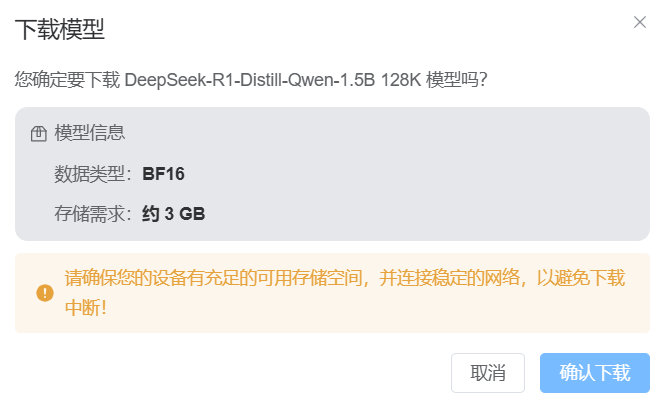 下载模型
您确定要下载 DeepSeek-R1-Distill-Qwen-1.5B 128K 模型吗?
模型信息
数据类型：BF16
存储需求：约 3 GB
请确保您的设备有充足的可用存储空间，并连接稳定的网络，以避免下载
中断！
取消 确认下载